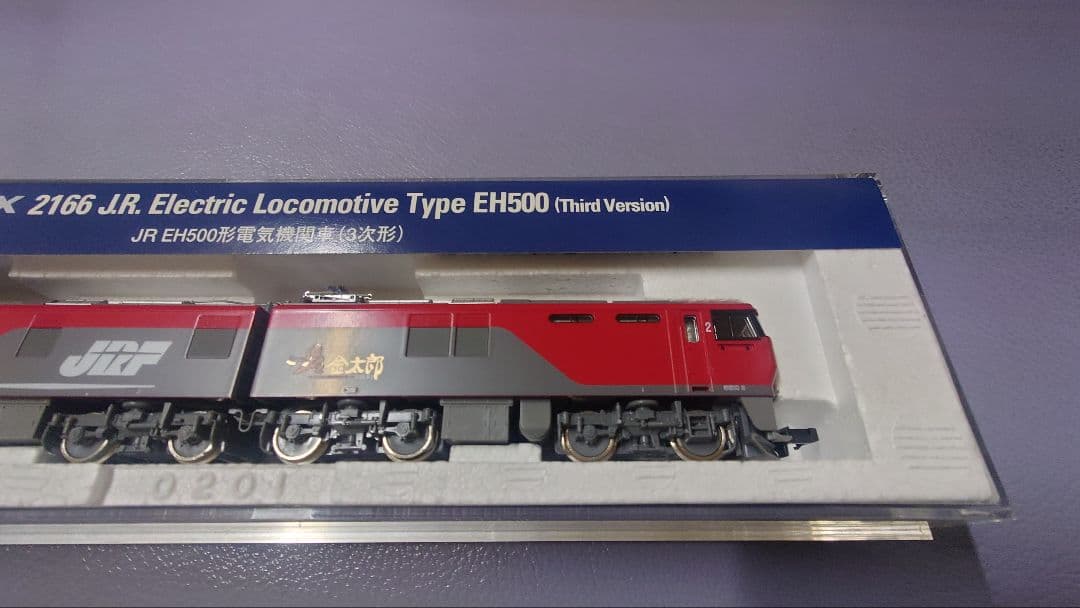 X 2166 J.R. Electric Locomotive Type EH500 (Third Version)
JR EH500形電気機関車(3次形)
2
JRF
金太郎
0201